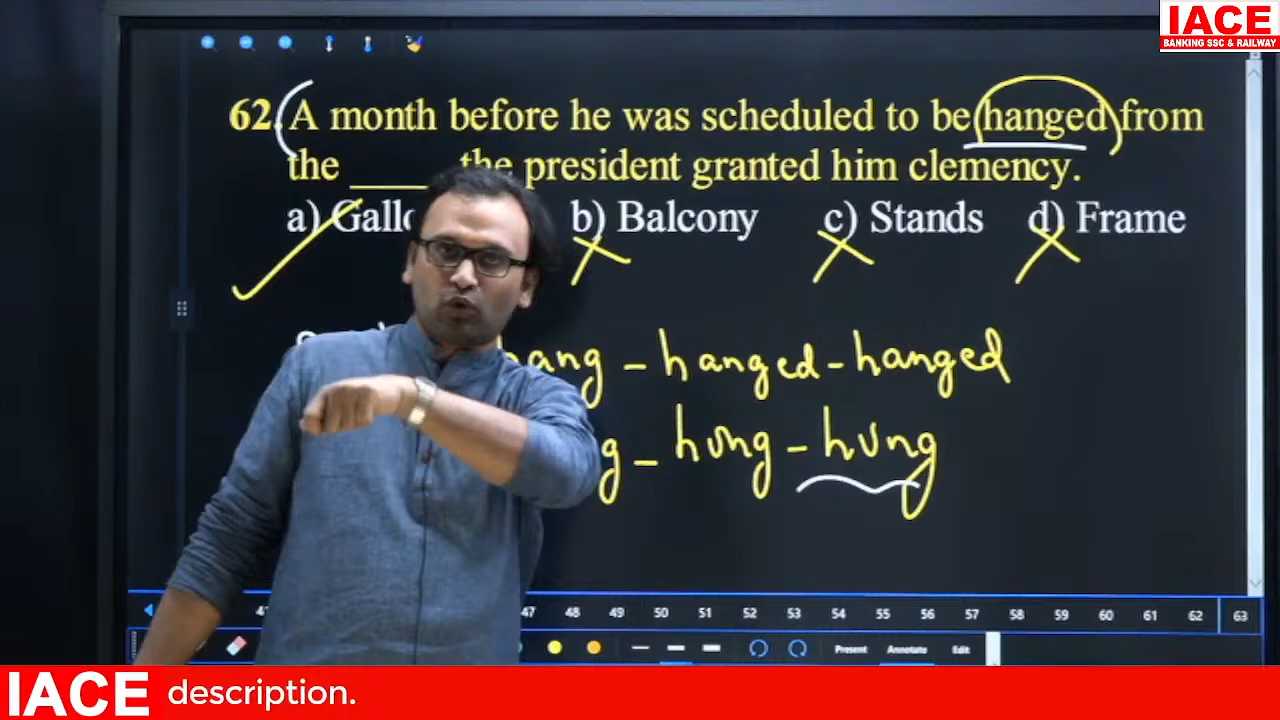 IACE
BANKING SSC & RAILWAY
62. A month before he was scheduled to be hanged from
the ____ the president granted him clemency.
a) b) Balcony c) Stands d) Frame
hang - hanged - hanged
- hung - hung
47 48 49 50 51 52 53 54 55 56 57 58 59 60 61 62 63
Present Annotate Edit
IACE description.